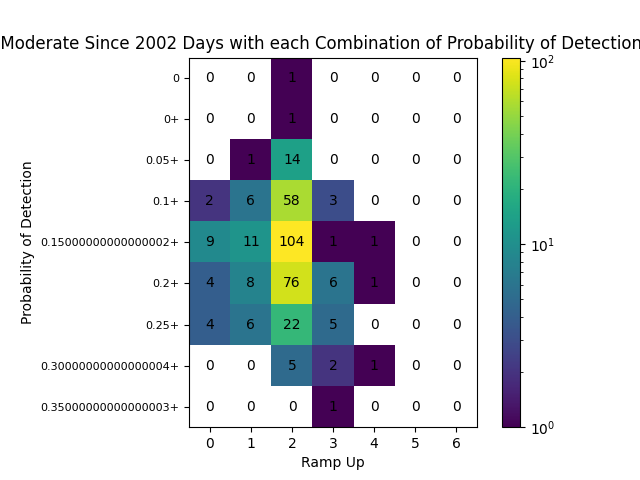 Moderate Since 2002 Days with each Combination of Probability of Detection
0 0 0 1 0 0 0 0
0+ 0 0 1 0 0 0 0
0.05+ 0 1 14 0 0 0 0
0.1+ 2 6 58 3 0 0 0
0.15000000000000002+ 9 11 104 1 1 0 0
0.2+ 4 8 76 6 1 0 0
0.25+ 4 6 22 5 0 0 0
0.30000000000000004+ 0 0 5 2 1 0 0
0.35000000000000003+ 0 0 0 1 0 0 0
0 1 2 3 4 5 6
Ramp Up
Probability of Detection
10²
10¹
10⁰